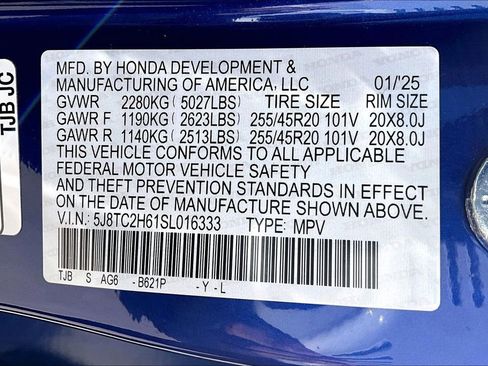 MFD. BY HONDA DEVELOPMENT &
MANUFACTURING OF AMERICA, LLC 01/'25
GVWR 2280KG (5027LBS) TIRE SIZE RIM SIZE
GAWR F 1190KG (2623LBS) 255/45R20 101V 20X8.0J
GAWR R 1140KG (2513LBS) 255/45R20 101V 20X8.0J
THIS VEHICLE CONFORMS TO ALL APPLICABLE
FEDERAL MOTOR VEHICLE SAFETY
AND THEFT PREVENTION STANDARDS IN EFFECT
ON THE DATE OF MANUFACTURE SHOWN ABOVE.
V.I.N.: 5J8TC2H61SL016333 TYPE: MPV
TJB S AG6 -B621P -Y-L
TJB JC